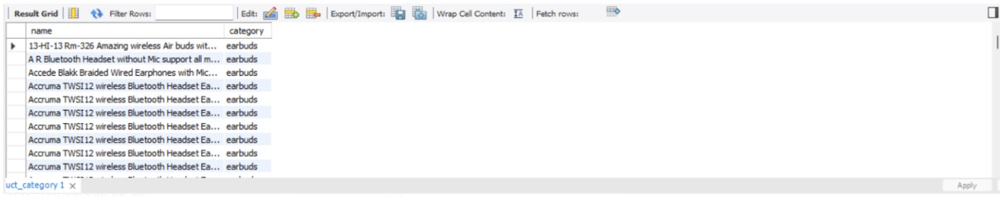 Result Grid Filter Rows: Edit: Export/Import: Wrap Cell Content: Fetch rows:
name category
13-HI-13 Rm-326 Amazing wireless Air buds wit... earbuds
A R Bluetooth Headset without Mic support all m... earbuds
Accede Blakk Braided Wired Earphones with Mic... earbuds
Accruma TWSI12 wireless Bluetooth Headset Ea... earbuds
Accruma TWSI12 wireless Bluetooth Headset Ea... earbuds
Accruma TWSI12 wireless Bluetooth Headset Ea... earbuds
Accruma TWSI12 wireless Bluetooth Headset Ea... earbuds
Accruma TWSI12 wireless Bluetooth Headset Ea... earbuds
Accruma TWSI12 wireless Bluetooth Headset Ea... earbuds
Accruma TWSI12 wireless Bluetooth Headset Ea... earbuds
uct_category 1 Apply